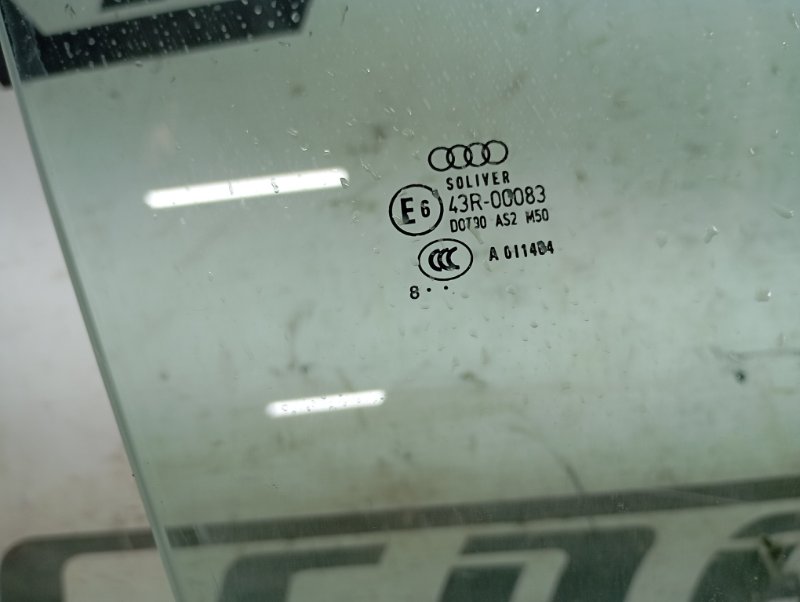 SOLIVER
E6 43R-00083
DOT30 AS2 M50
CCC A 011404
8 . .